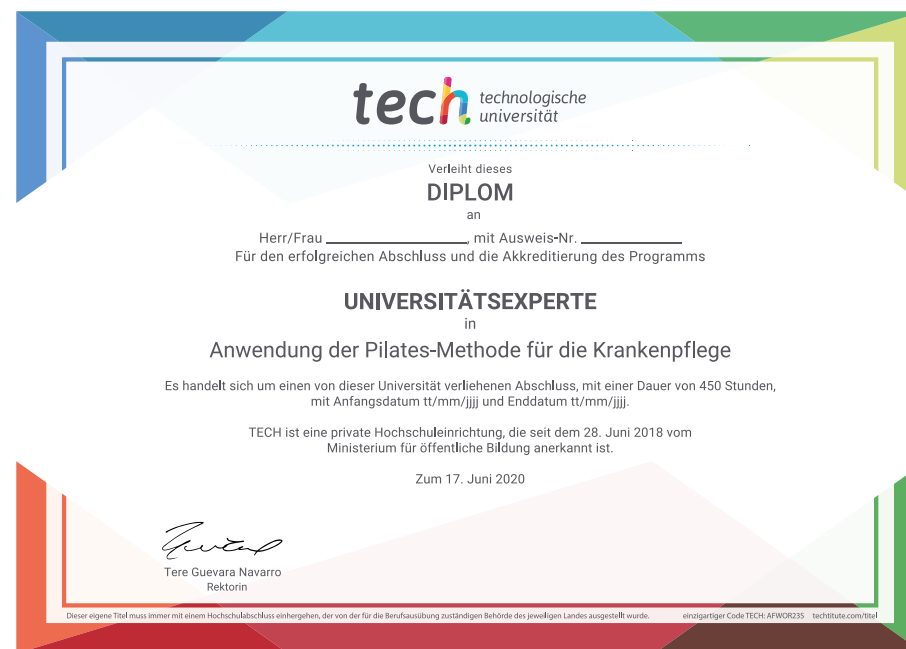 tech technologische
universität
Verleiht dieses
DIPLOM
an
Herr/Frau ____________, mit Ausweis-Nr. ____________
Für den erfolgreichen Abschluss und die Akkreditierung des Programms
UNIVERSITÄTSEXPERTE
in
Anwendung der Pilates-Methode für die Krankenpflege
Es handelt sich um einen von dieser Universität verliehenen Abschluss, mit einer Dauer von 450 Stunden,
mit Anfangsdatum tt/mm/jjjj und Enddatum tt/mm/jjjj.
TECH ist eine private Hochschuleinrichtung, die seit dem 28. Juni 2018 vom
Ministerium für öffentliche Bildung anerkannt ist.
Zum 17. Juni 2020
Tere Guevara Navarro
Rektorin
Dieser eigene Titel muss immer mit einem Hochschulabschluss einhergehen, der von der für die Berufsausübung zuständigen Behörde des jeweiligen Landes ausgestellt wurde. einzigartiger Code TECH: AFWOR23S techtitute.com/titel